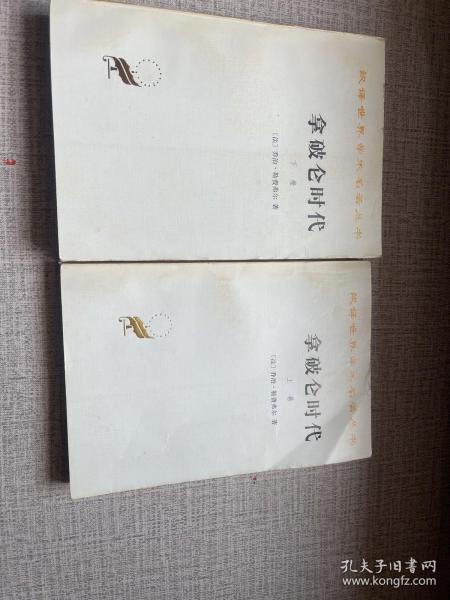 汉译世界学术名著丛书
拿破仑时代
下卷
〔法〕乔治·勒费弗尔 著
汉译世界学术名著丛书
拿破仑时代
上卷
〔法〕乔治·勒费弗尔 著
孔夫子旧书网
www.kongfz.com